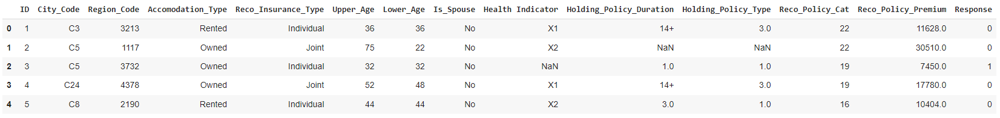 ID City_Code Region_Code Accomodation_Type Reco_Insurance_Type Upper_Age Lower_Age Is_Spouse Health Indicator Holding_Policy_Duration Holding_Policy_Type Reco_Policy_Cat Reco_Policy_Premium Response
0 1 C3 3213 Rented Individual 36 36 No X1 14+ 3.0 22 11628.0 0
1 2 C5 1117 Owned Joint 75 22 No X2 NaN NaN 22 30510.0 0
2 3 C5 3732 Owned Individual 32 32 No NaN 1.0 1.0 19 7450.0 1
3 4 C24 4378 Owned Joint 52 48 No X1 14+ 3.0 19 17780.0 0
4 5 C8 2190 Rented Individual 44 44 No X2 3.0 1.0 16 10404.0 0